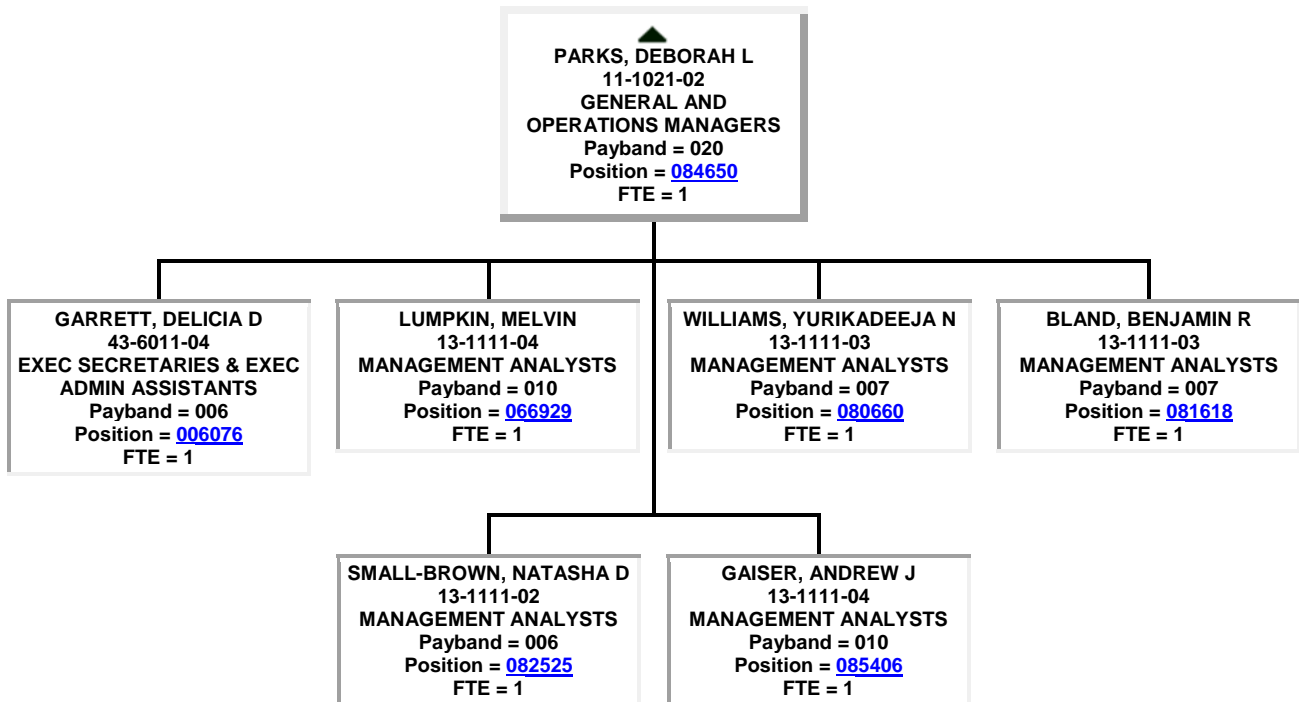 PARKS, DEBORAH L
11-1021-02
GENERAL AND
OPERATIONS MANAGERS
Payband = 020
Position = 084650
FTE = 1
GARRETT, DELICIA D
43-6011-04
EXEC SECRETARIES & EXEC
ADMIN ASSISTANTS
Payband = 006
Position = 006076
FTE = 1
LUMPKIN, MELVIN
13-1111-04
MANAGEMENT ANALYSTS
Payband = 010
Position = 066929
FTE = 1
WILLIAMS, YURIKADEEJA N
13-1111-03
MANAGEMENT ANALYSTS
Payband = 007
Position = 080660
FTE = 1
BLAND, BENJAMIN R
13-1111-03
MANAGEMENT ANALYSTS
Payband = 007
Position = 081618
FTE = 1
SMALL-BROWN, NATASHA D
13-1111-02
MANAGEMENT ANALYSTS
Payband = 006
Position = 082525
FTE = 1
GAISER, ANDREW J
13-1111-04
MANAGEMENT ANALYSTS
Payband = 010
Position = 085406
FTE = 1